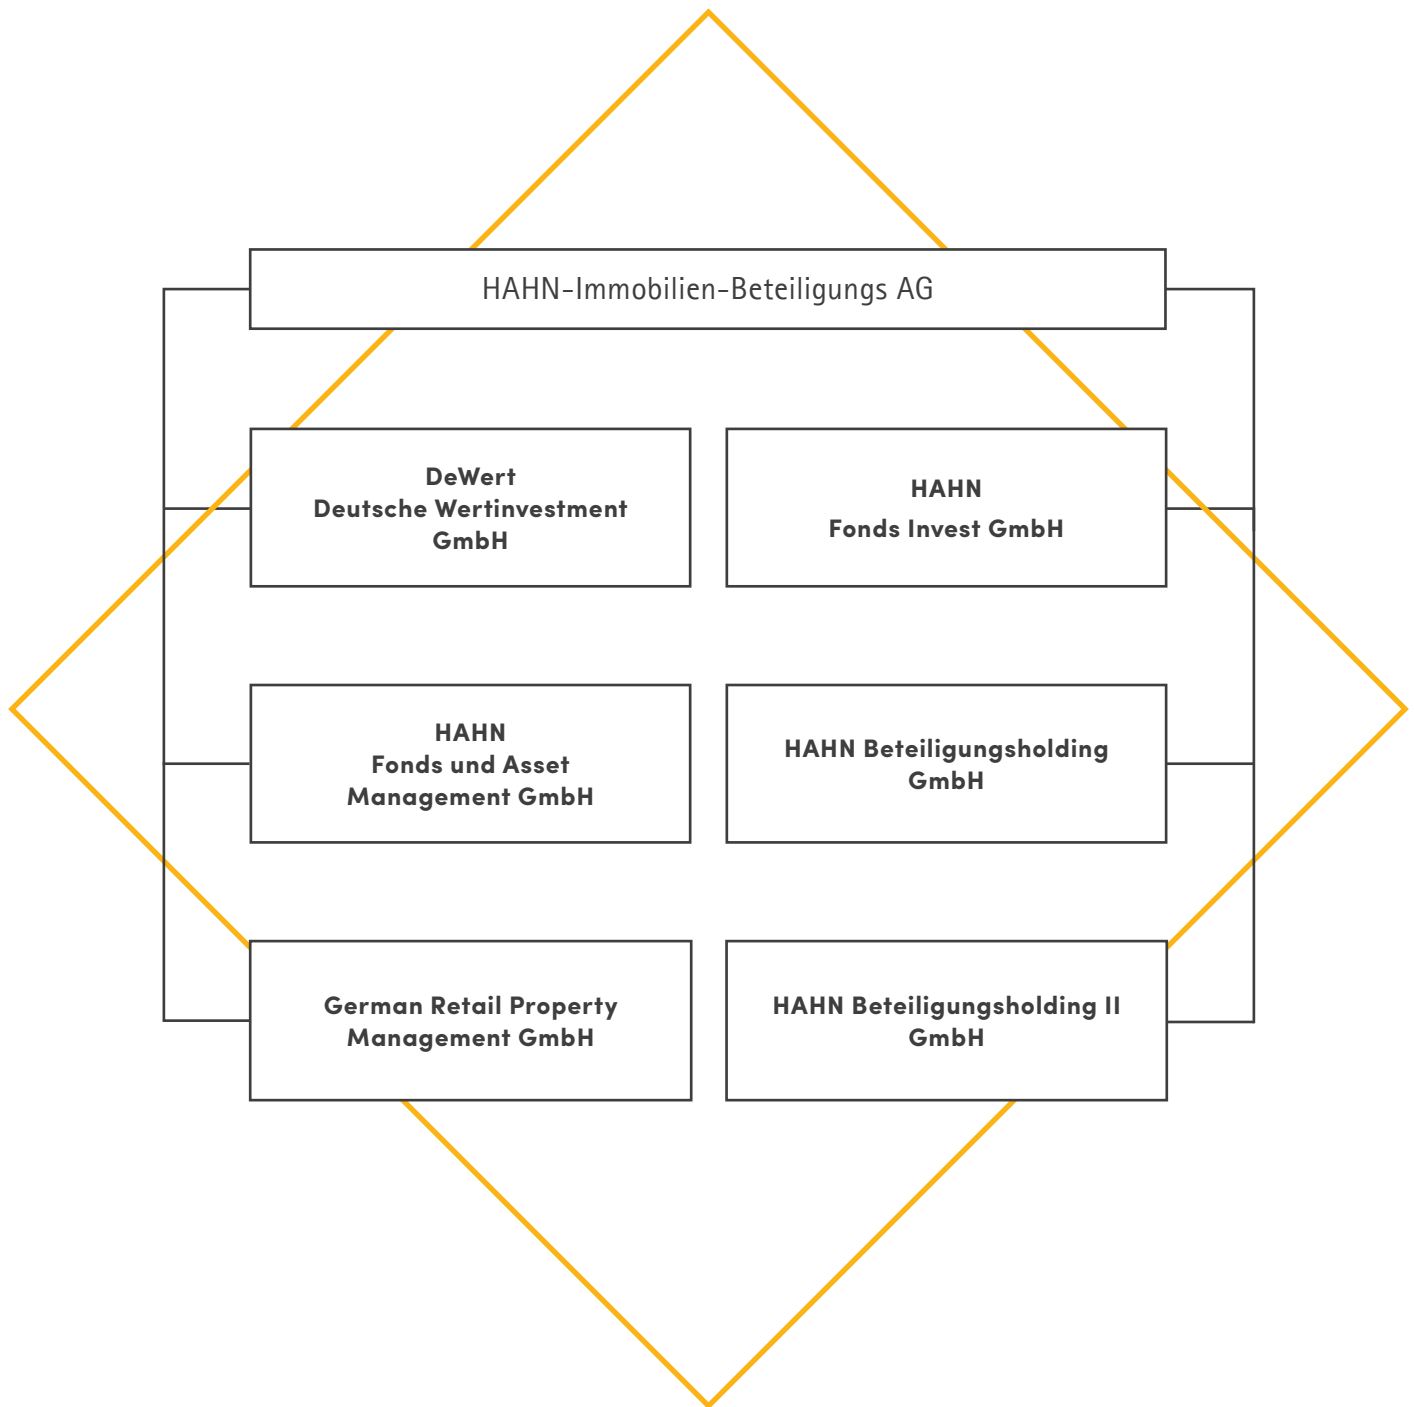 HAHN-Immobilien-Beteiligungs AG
DeWert
Deutsche Wertinvestment
GmbH
HAHN
Fonds Invest GmbH
HAHN
Fonds und Asset
Management GmbH
HAHN Beteiligungsholding
GmbH
German Retail Property
Management GmbH
HAHN Beteiligungsholding II
GmbH